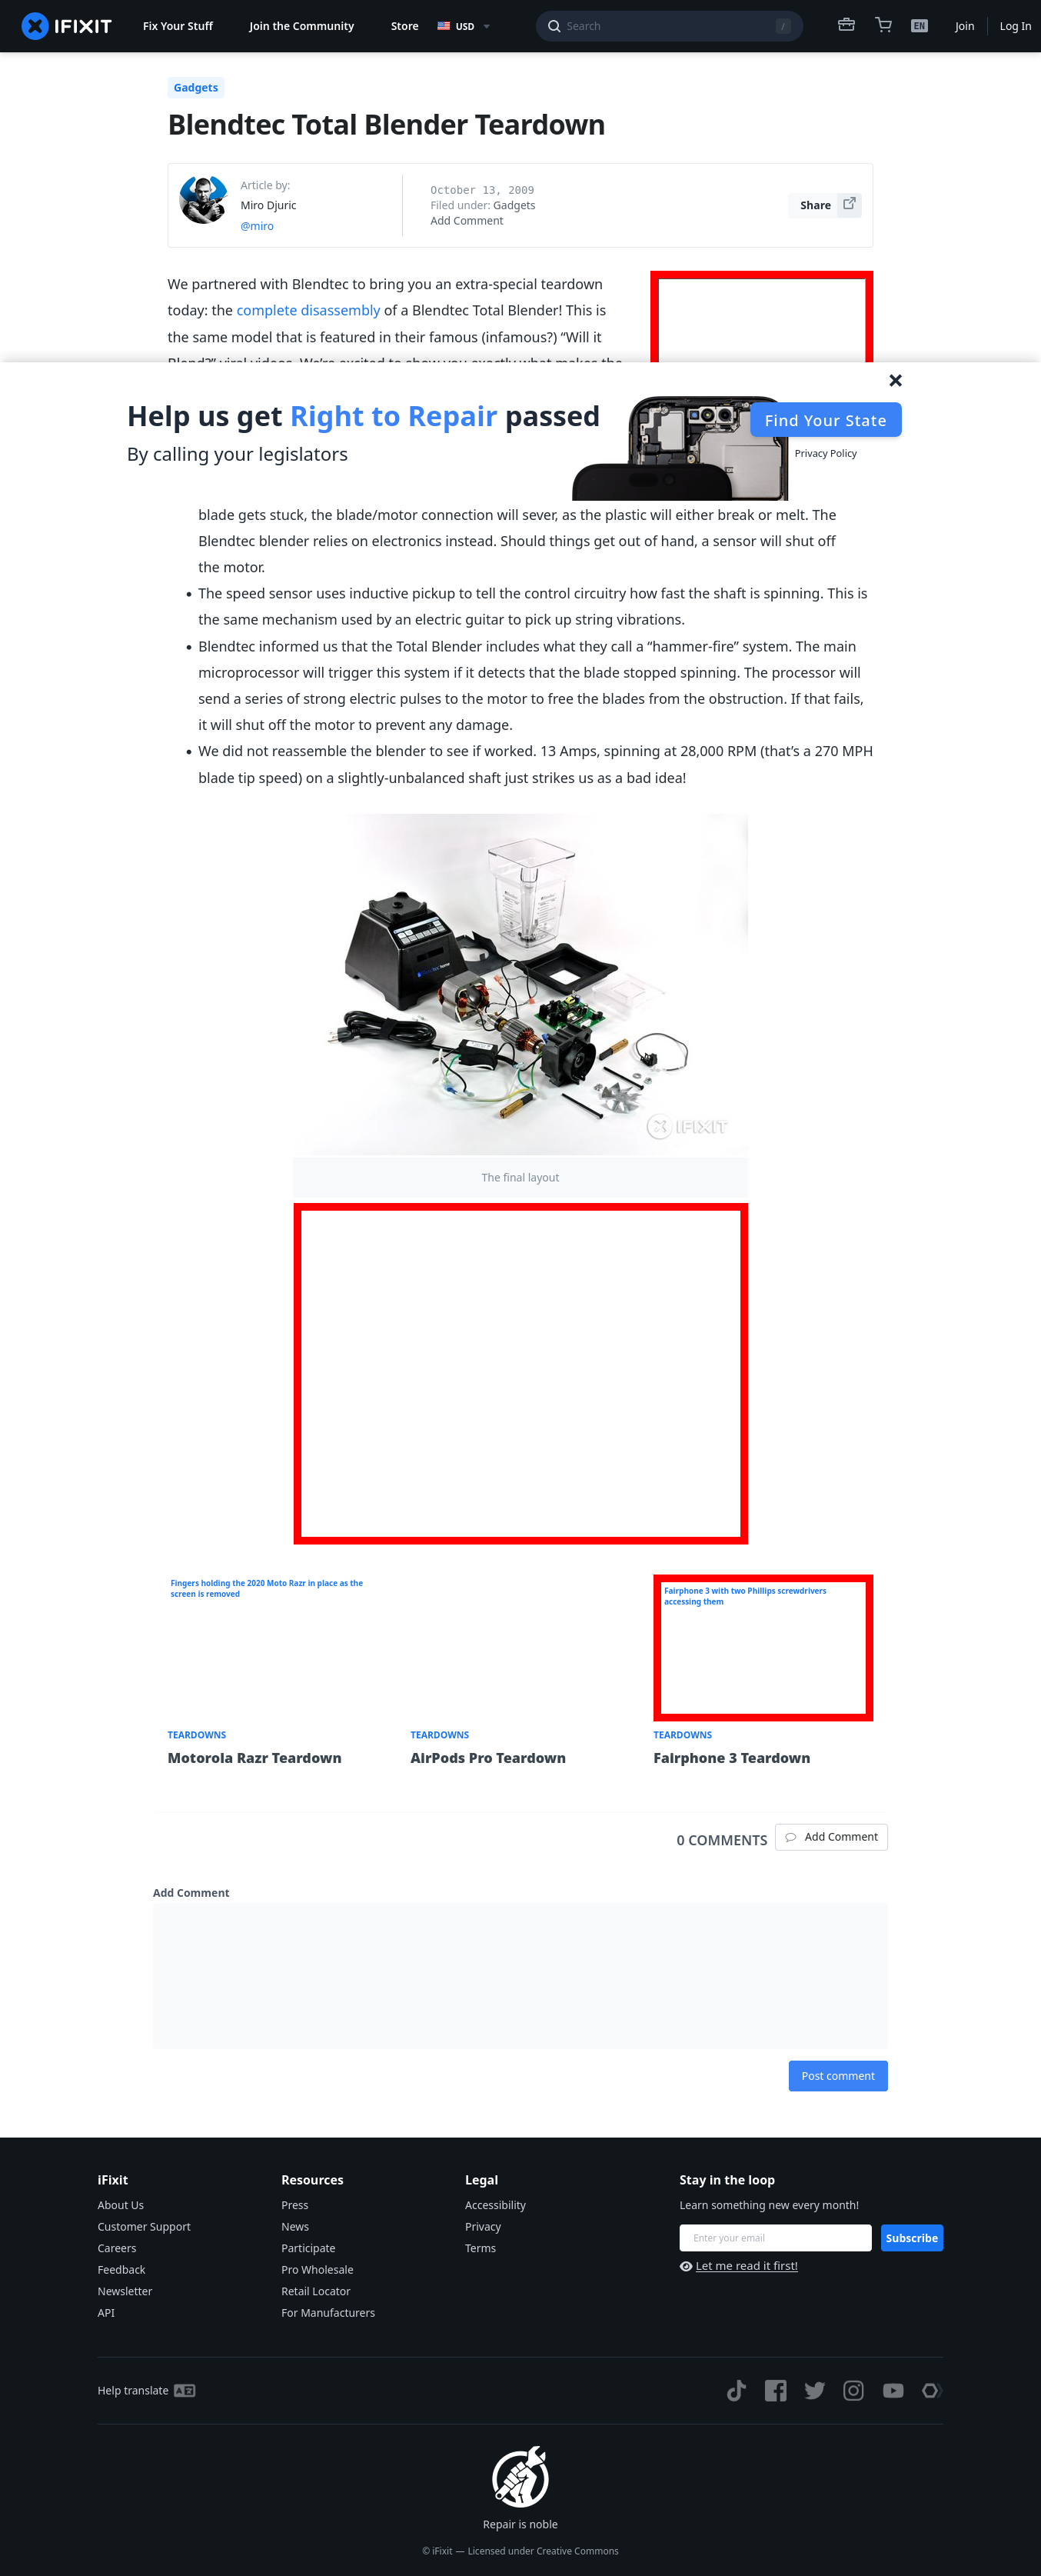 IFIXIT
Fix Your Stuff
Join the Community
Store
USD
Search
/
EN
Join
Log In
Gadgets
Blendtec Total Blender Teardown
Article by:
Miro Djuric
@miro
October 13, 2009
Filed under: Gadgets
Add Comment
Share
We partnered with Blendtec to bring you an extra-special teardown
today: the complete disassembly of a Blendtec Total Blender! This is
the same model that is featured in their famous (infamous?) “Will it
Blend?” viral videos. We’re excited to show you exactly what makes the
Help us get Right to Repair passed
By calling your legislators
Find Your State
Privacy Policy
blade gets stuck, the blade/motor connection will sever, as the plastic will either break or melt. The
Blendtec blender relies on electronics instead. Should things get out of hand, a sensor will shut off
the motor.
• The speed sensor uses inductive pickup to tell the control circuitry how fast the shaft is spinning. This is
the same mechanism used by an electric guitar to pick up string vibrations.
• Blendtec informed us that the Total Blender includes what they call a “hammer-fire” system. The main
microprocessor will trigger this system if it detects that the blade stopped spinning. The processor will
send a series of strong electric pulses to the motor to free the blades from the obstruction. If that fails,
it will shut off the motor to prevent any damage.
• We did not reassemble the blender to see if worked. 13 Amps, spinning at 28,000 RPM (that’s a 270 MPH
blade tip speed) on a slightly-unbalanced shaft just strikes us as a bad idea!
IFIXIT
The final layout
Fingers holding the 2020 Moto Razr in place as the
screen is removed
Fairphone 3 with two Phillips screwdrivers
accessing them
TEARDOWNS
Motorola Razr Teardown
TEARDOWNS
AirPods Pro Teardown
TEARDOWNS
Fairphone 3 Teardown
0 COMMENTS
Add Comment
Add Comment
Post comment
iFixit
About Us
Customer Support
Careers
Feedback
Newsletter
API
Resources
Press
News
Participate
Pro Wholesale
Retail Locator
For Manufacturers
Legal
Accessibility
Privacy
Terms
Stay in the loop
Learn something new every month!
Enter your email
Subscribe
Let me read it first!
Help translate
Repair is noble
© iFixit — Licensed under Creative Commons